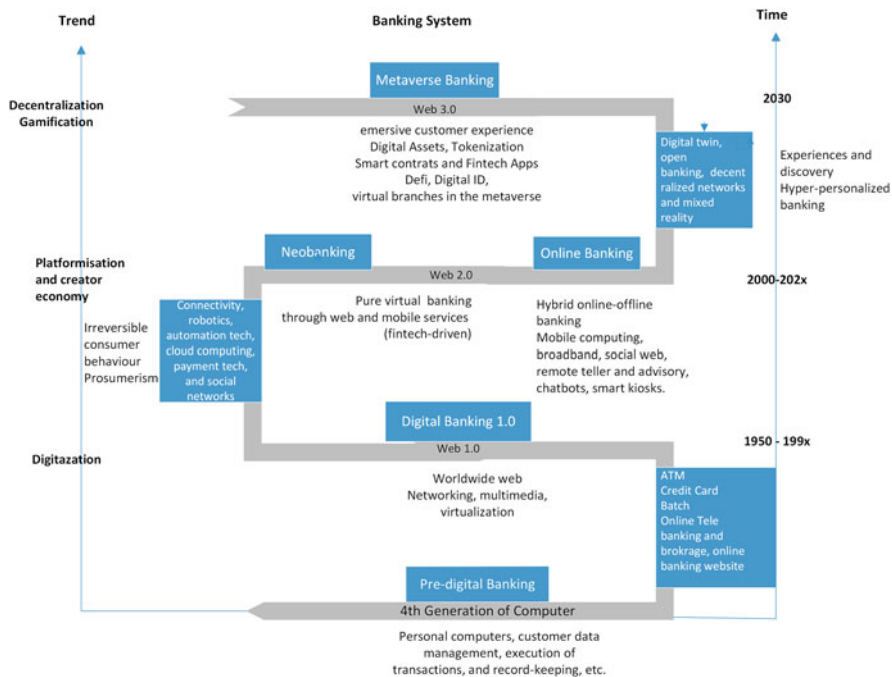 Trend
Banking System
Time
Metaverse Banking
Decentralization
Gamification
Web 3.0
2030
emersive customer experience
Digital Assets, Tokenization
Smart contrats and Fintech Apps
Defi, Digital ID,
virtual branches in the metaverse
Digital twin,
open
banking, decent
ralized networks
and mixed
reality
Experiences and
discovery
Hyper-personalized
banking
Neobanking
Online Banking
Platformisation
and creator
economy
Web 2.0
2000-202x
Irreversible
consumer
behaviour
Prosumerism
Connectivity,
robotics,
automation tech,
cloud computing,
payment tech,
and social
networks
Pure virtual banking
through web and mobile services
(fintech-driven)
Hybrid online-offline
banking
Mobile computing,
broadband, social web,
remote teller and advisory,
chatbots, smart kiosks.
Digital Banking 1.0
Web 1.0
1950 - 199x
Digitazation
Worldwide web
Networking, multimedia,
virtualization
ATM
Credit Card
Batch
Online Tele
banking and
brokrage, online
banking website
Pre-digital Banking
4th Generation of Computer
Personal computers, customer data
management, execution of
transactions, and record-keeping, etc.